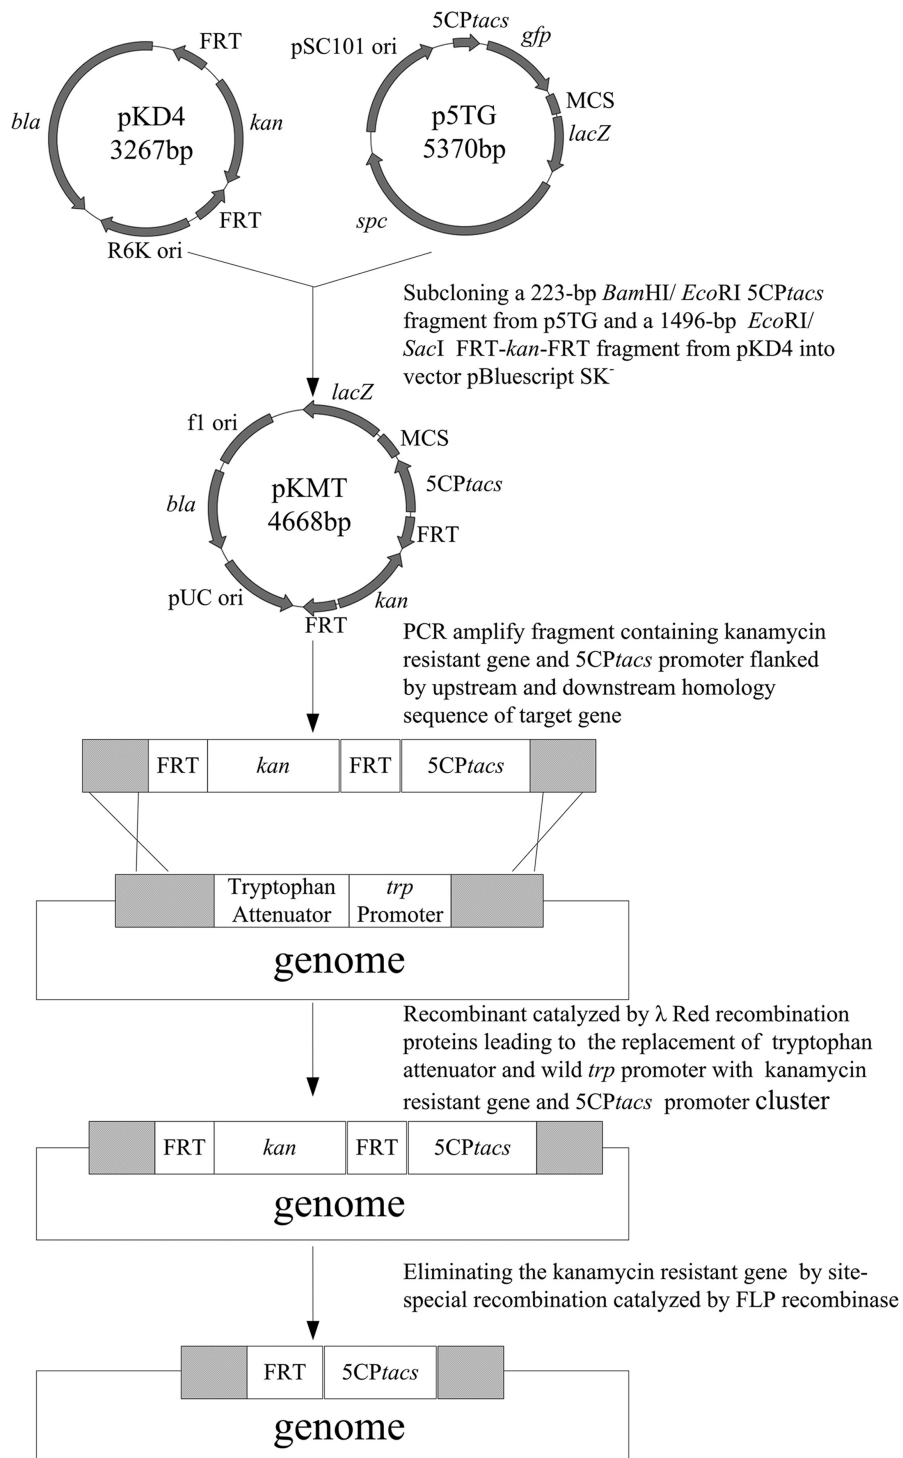 FRT
bla
pKD4
3267bp
kan
FRT
R6K ori
5CPtacs
pSC101 ori
gfp
MCS
p5TG
5370bp
lacZ
spc
Subcloning a 223-bp BamHI/ EcoRI 5CPtacs
fragment from p5TG and a 1496-bp EcoRI/
SacI FRT-kan-FRT fragment from pKD4 into
vector pBluescript SK-
lacZ
f1 ori
MCS
bla
pKMT
4668bp
5CPtacs
FRT
pUC ori
kan
FRT
PCR amplify fragment containing kanamycin
resistant gene and 5CPtacs promoter flanked
by upstream and downstream homology
sequence of target gene
FRT kan FRT 5CPtacs
Tryptophan
Attenuator
trp
Promoter
genome
Recombinant catalyzed by λ Red recombination
proteins leading to the replacement of tryptophan
attenuator and wild trp promoter with kanamycin
resistant gene and 5CPtacs promoter cluster
FRT kan FRT 5CPtacs
genome
Eliminating the kanamycin resistant gene by site-
special recombination catalyzed by FLP recombinase
FRT 5CPtacs
genome